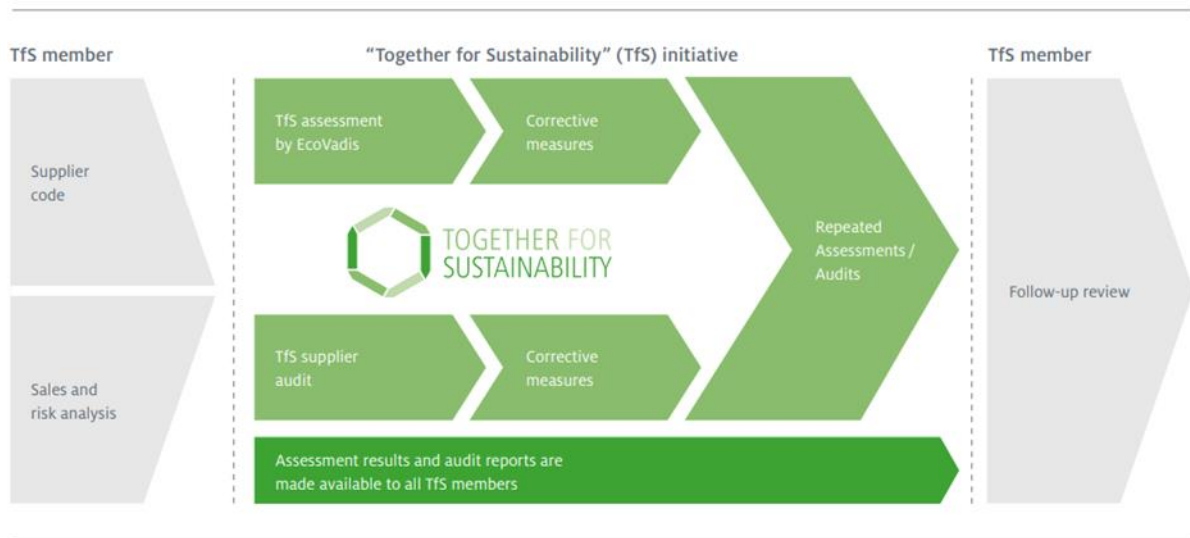 TfS member
“Together for Sustainability” (TfS) initiative
TfS member
Supplier
code
Sales and
risk analysis
TfS assessment
by EcoVadis
Corrective
measures
TOGETHER FOR
SUSTAINABILITY
TfS supplier
audit
Corrective
measures
Repeated
Assessments /
Audits
Assessment results and audit reports are
made available to all TfS members
Follow-up review